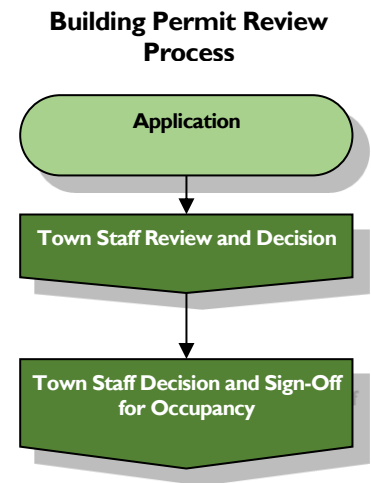 Building Permit Review
Process
Application
Town Staff Review and Decision
Town Staff Decision and Sign-Off
for Occupancy